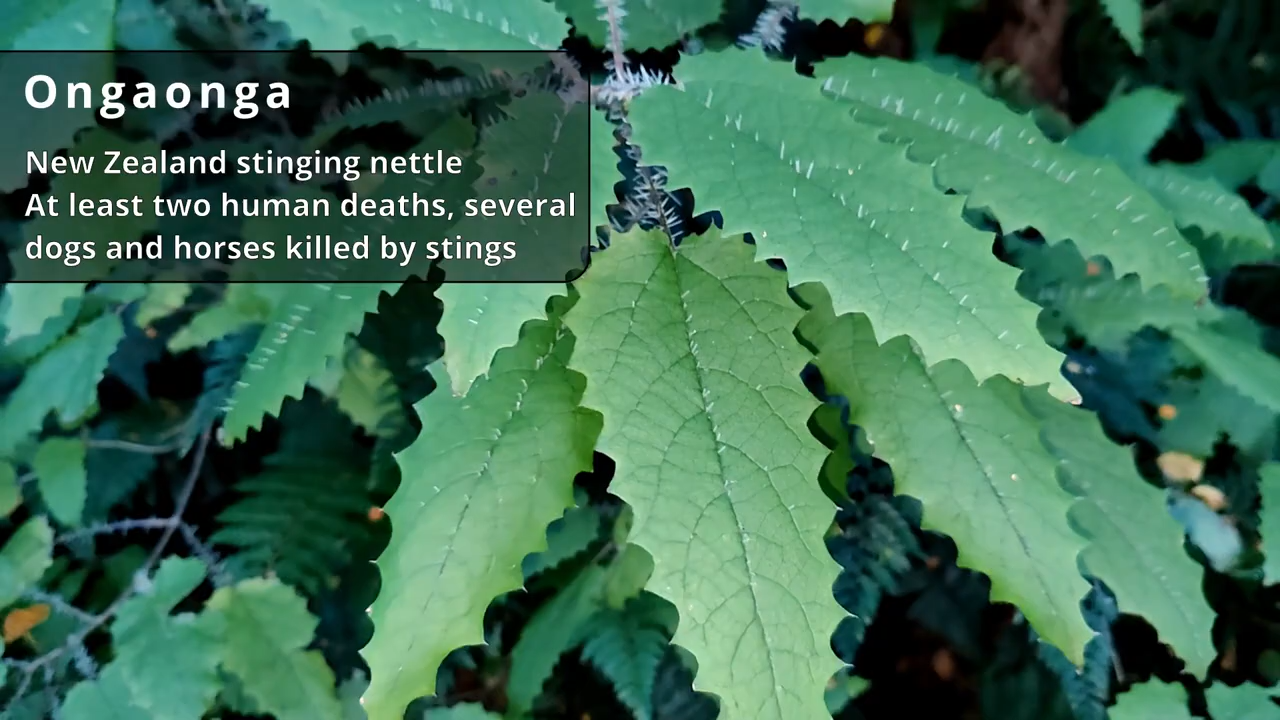 Ongaonga
New Zealand stinging nettle
At least two human deaths, several
dogs and horses killed by stings